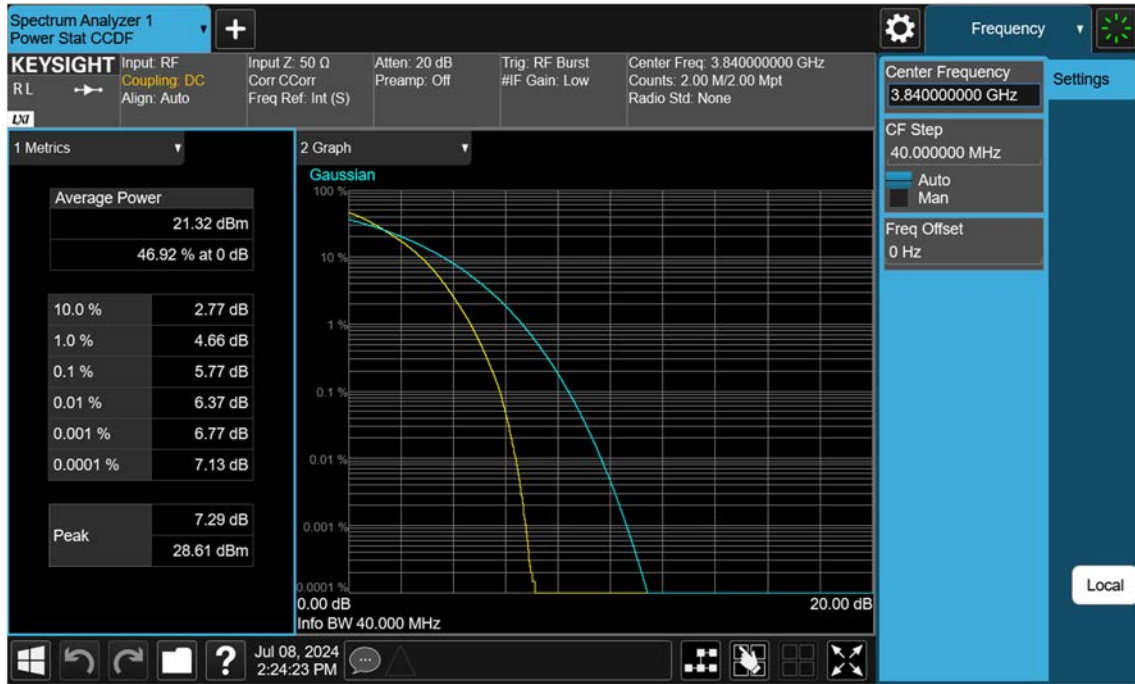 Spectrum Analyzer 1
Power Stat CCDF
Frequency
KEYSIGHT
R L
LXI
Input: RF
Coupling: DC
Align: Auto
Input Z: 50 Ω
Corr CCorr
Freq Ref: Int (S)
Atten: 20 dB
Preamp: Off
Trig: RF Burst
#IF Gain: Low
Center Freq: 3.840000000 GHz
Counts: 2.00 M/2.00 Mpt
Radio Std: None
Center Frequency
3.840000000 GHz
Settings
CF Step
40.000000 MHz
Auto
Man
Freq Offset
0 Hz
Local
1 Metrics
Average Power
21.32 dBm
46.92 % at 0 dB
10.0 % 2.77 dB
1.0 % 4.66 dB
0.1 % 5.77 dB
0.01 % 6.37 dB
0.001 % 6.77 dB
0.0001 % 7.13 dB
Peak 7.29 dB
28.61 dBm
2 Graph
Gaussian
100 %
10 %
1 %
0.1 %
0.01 %
0.001 %
0.0001 %
0.00 dB 20.00 dB
Info BW 40.000 MHz
?
Jul 08, 2024
2:24:23 PM